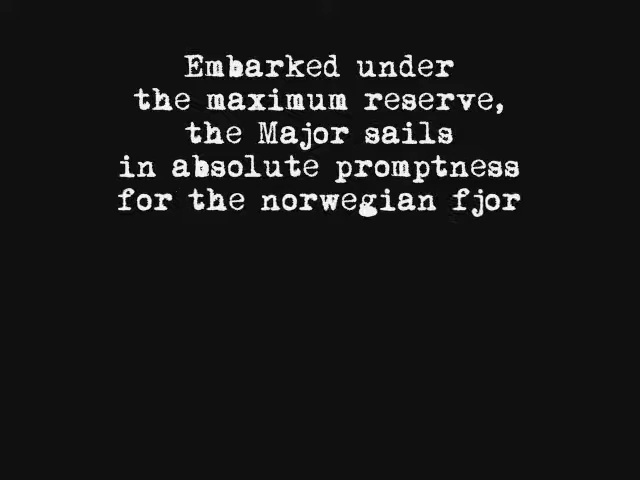 Embarked under
the maximum reserve,
the Major sails
in absolute promptness
for the norwegian fjor